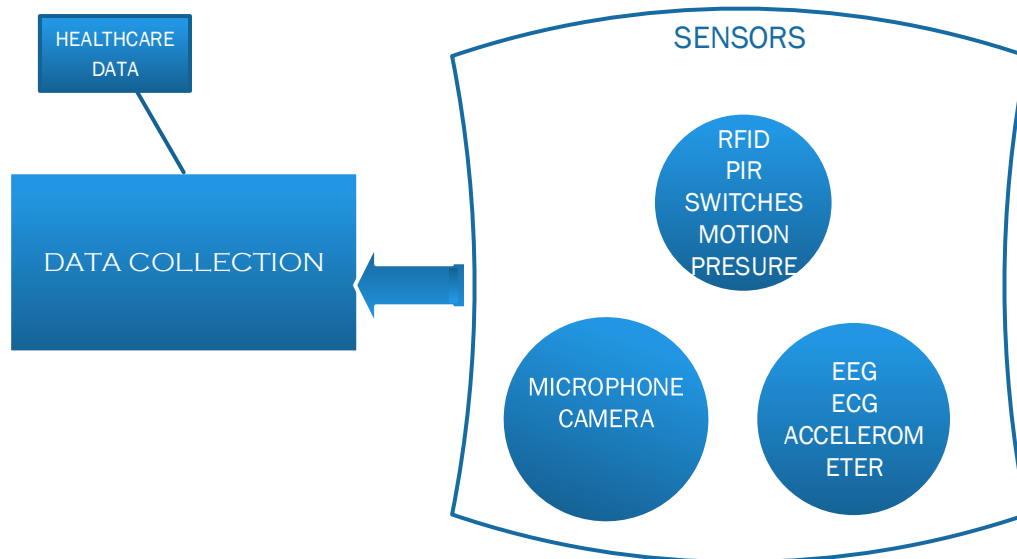 HEALTHCARE
DATA
DATA COLLECTION
SENSORS
RFID
PIR
SWITCHES
MOTION
PRESURE
MICROPHONE
CAMERA
EEG
ECG
ACCELEROM
ETER